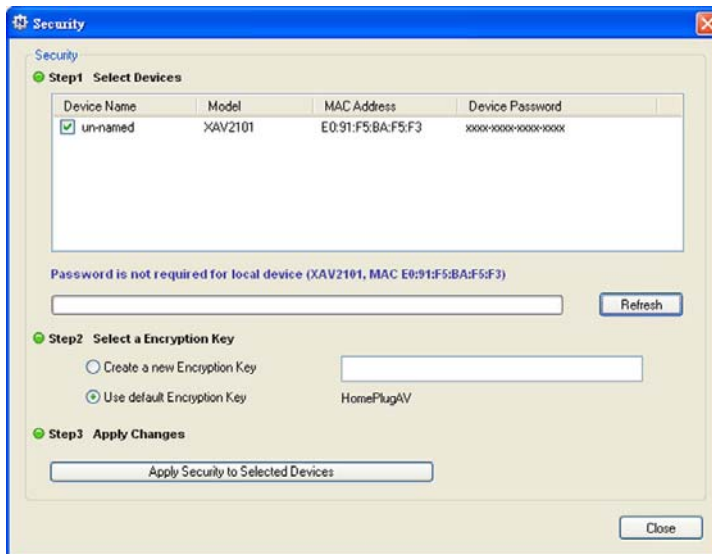 Security
Security
Step1 Select Devices
Device Name Model MAC Address Device Password
un-named XAV2101 E0:91:F5:BA:F5:F3 xxxx-xxxx-xxxx-xxxx
Password is not required for local device (XAV2101, MAC E0:91:F5:BA:F5:F3)
Refresh
Step2 Select a Encryption Key
Create a new Encryption Key
Use default Encryption Key HomePlugAV
Step3 Apply Changes
Apply Security to Selected Devices
Close